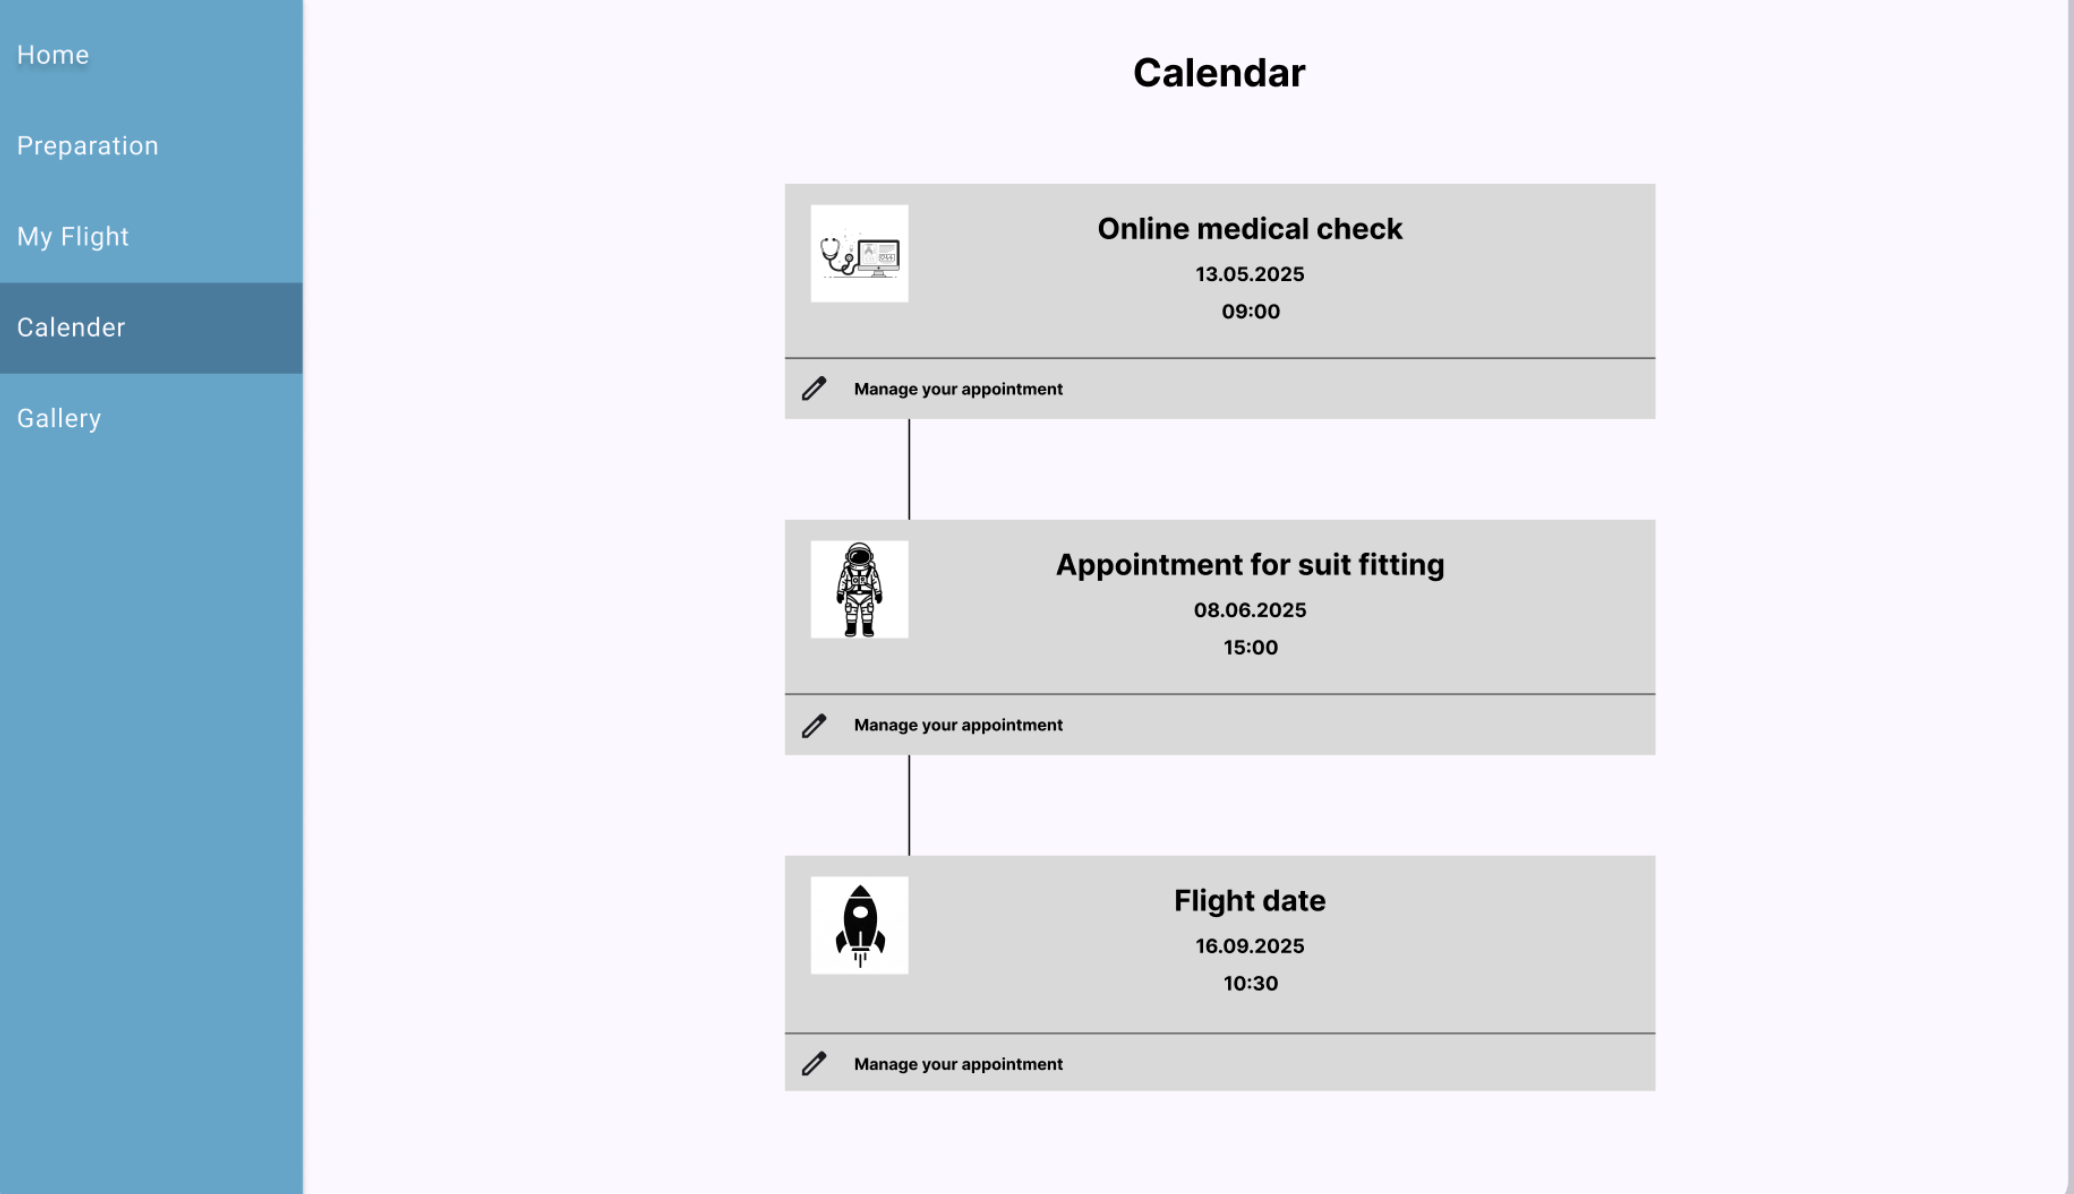 Home
Preparation
My Flight
Calender
Gallery
Calendar
Online medical check
13.05.2025
09:00
Manage your appointment
Appointment for suit fitting
08.06.2025
15:00
Manage your appointment
Flight date
16.09.2025
10:30
Manage your appointment